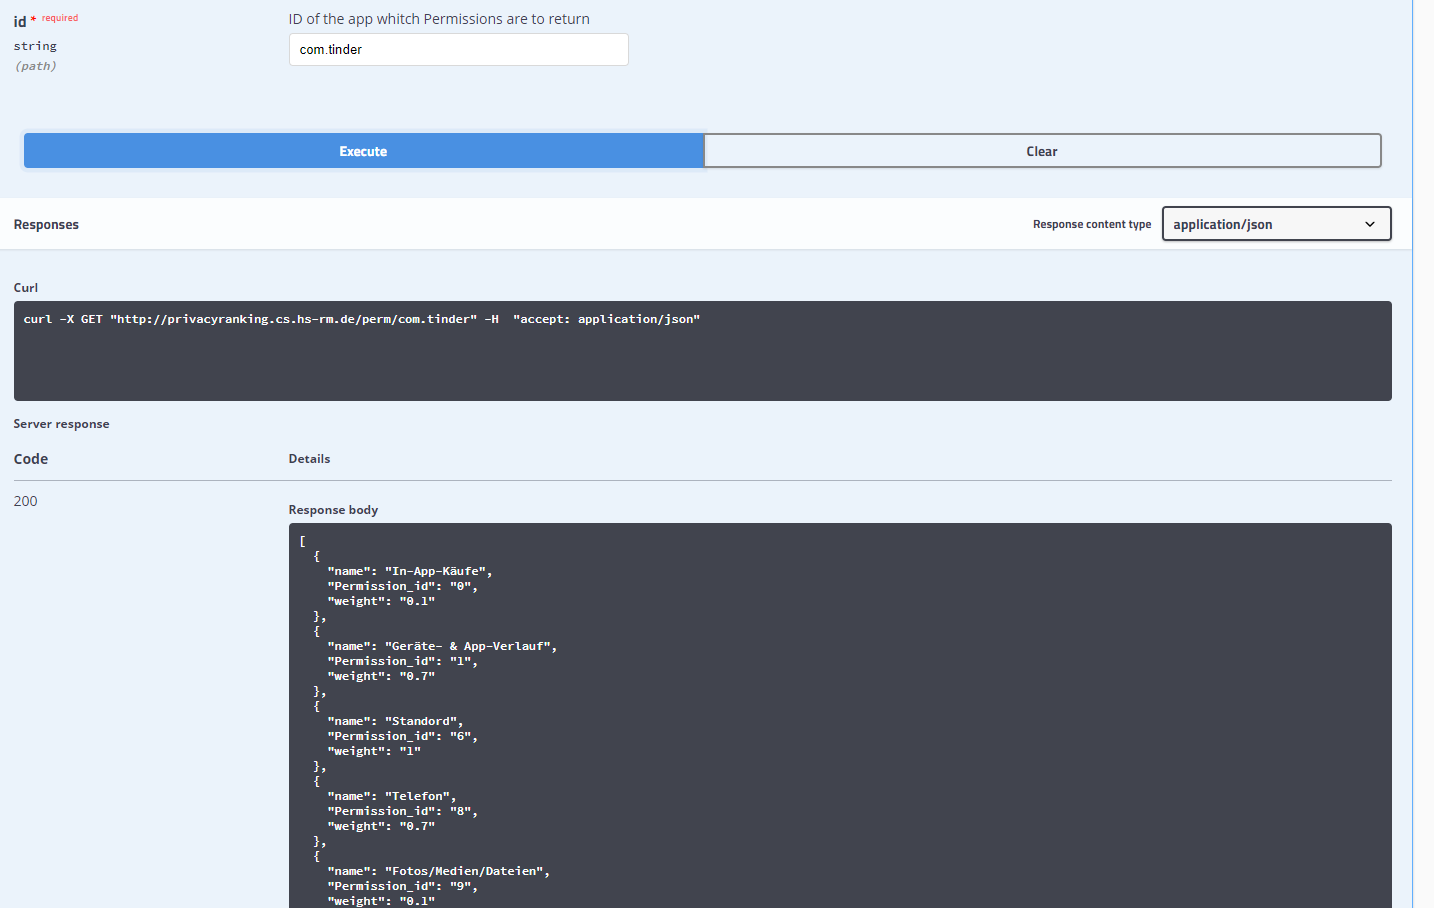 id * required
ID of the app whitch Permissions are to return
string
com.tinder
(path)
Execute
Clear
Responses
Response content type
application/json
Curl
curl -X GET "http://privacyranking.cs.hs-rm.de/perm/com.tinder" -H  "accept: application/json"
Server response
Code
Details
200
Response body
[
  {
    "name": "In-App-Käufe",
    "Permission_id": "0",
    "weight": "0.1"
  },
  {
    "name": "Geräte- & App-Verlauf",
    "Permission_id": "1",
    "weight": "0.7"
  },
  {
    "name": "Standord",
    "Permission_id": "6",
    "weight": "1"
  },
  {
    "name": "Telefon",
    "Permission_id": "8",
    "weight": "0.7"
  },
  {
    "name": "Fotos/Medien/Dateien",
    "Permission_id": "9",
    "weight": "0.1"